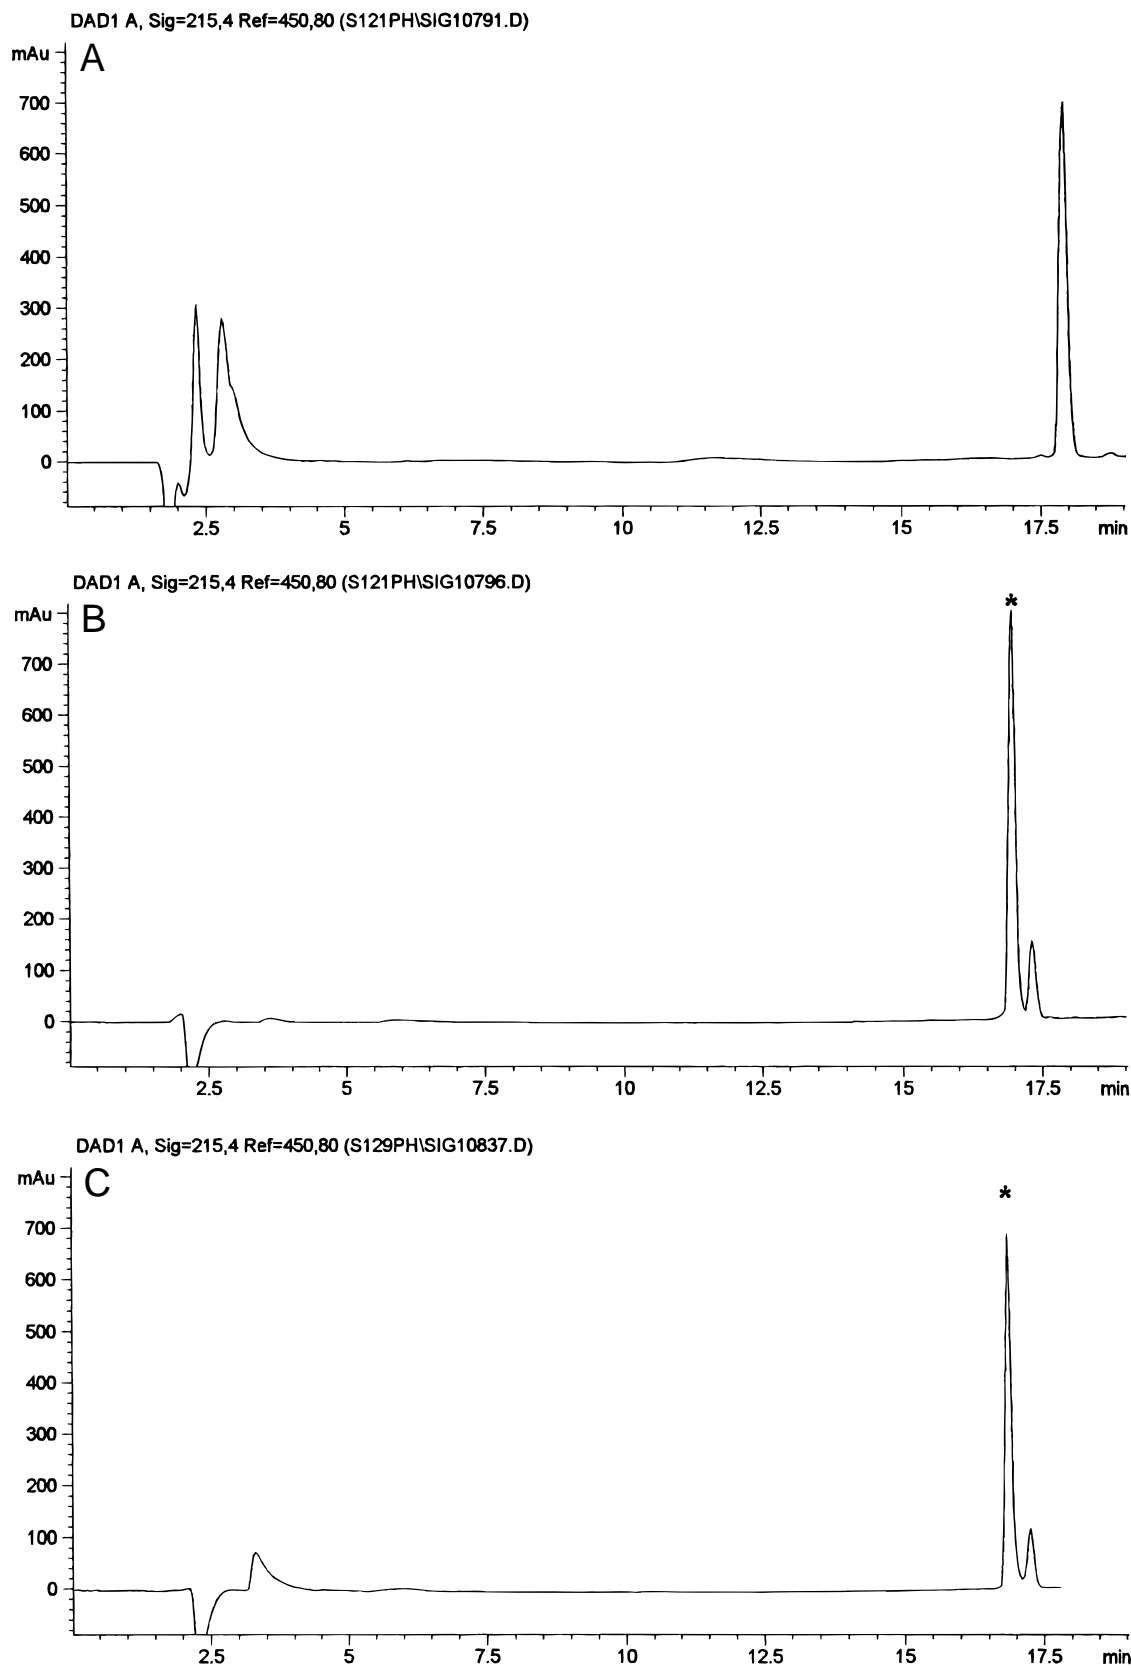 DAD1 A, Sig=215,4 Ref=450,80 (S121PH\SIG10791.D)
mAu
A
700
600
500
400
300
200
100
0
2.5 5 7.5 10 12.5 15 17.5 min
DAD1 A, Sig=215,4 Ref=450,80 (S121PH\SIG10796.D)
*
mAu
B
700
600
500
400
300
200
100
0
2.5 5 7.5 10 12.5 15 17.5 min
DAD1 A, Sig=215,4 Ref=450,80 (S129PH\SIG10837.D)
mAu
C
*
700
600
500
400
300
200
100
0
2.5 5 7.5 10 12.5 15 17.5 min